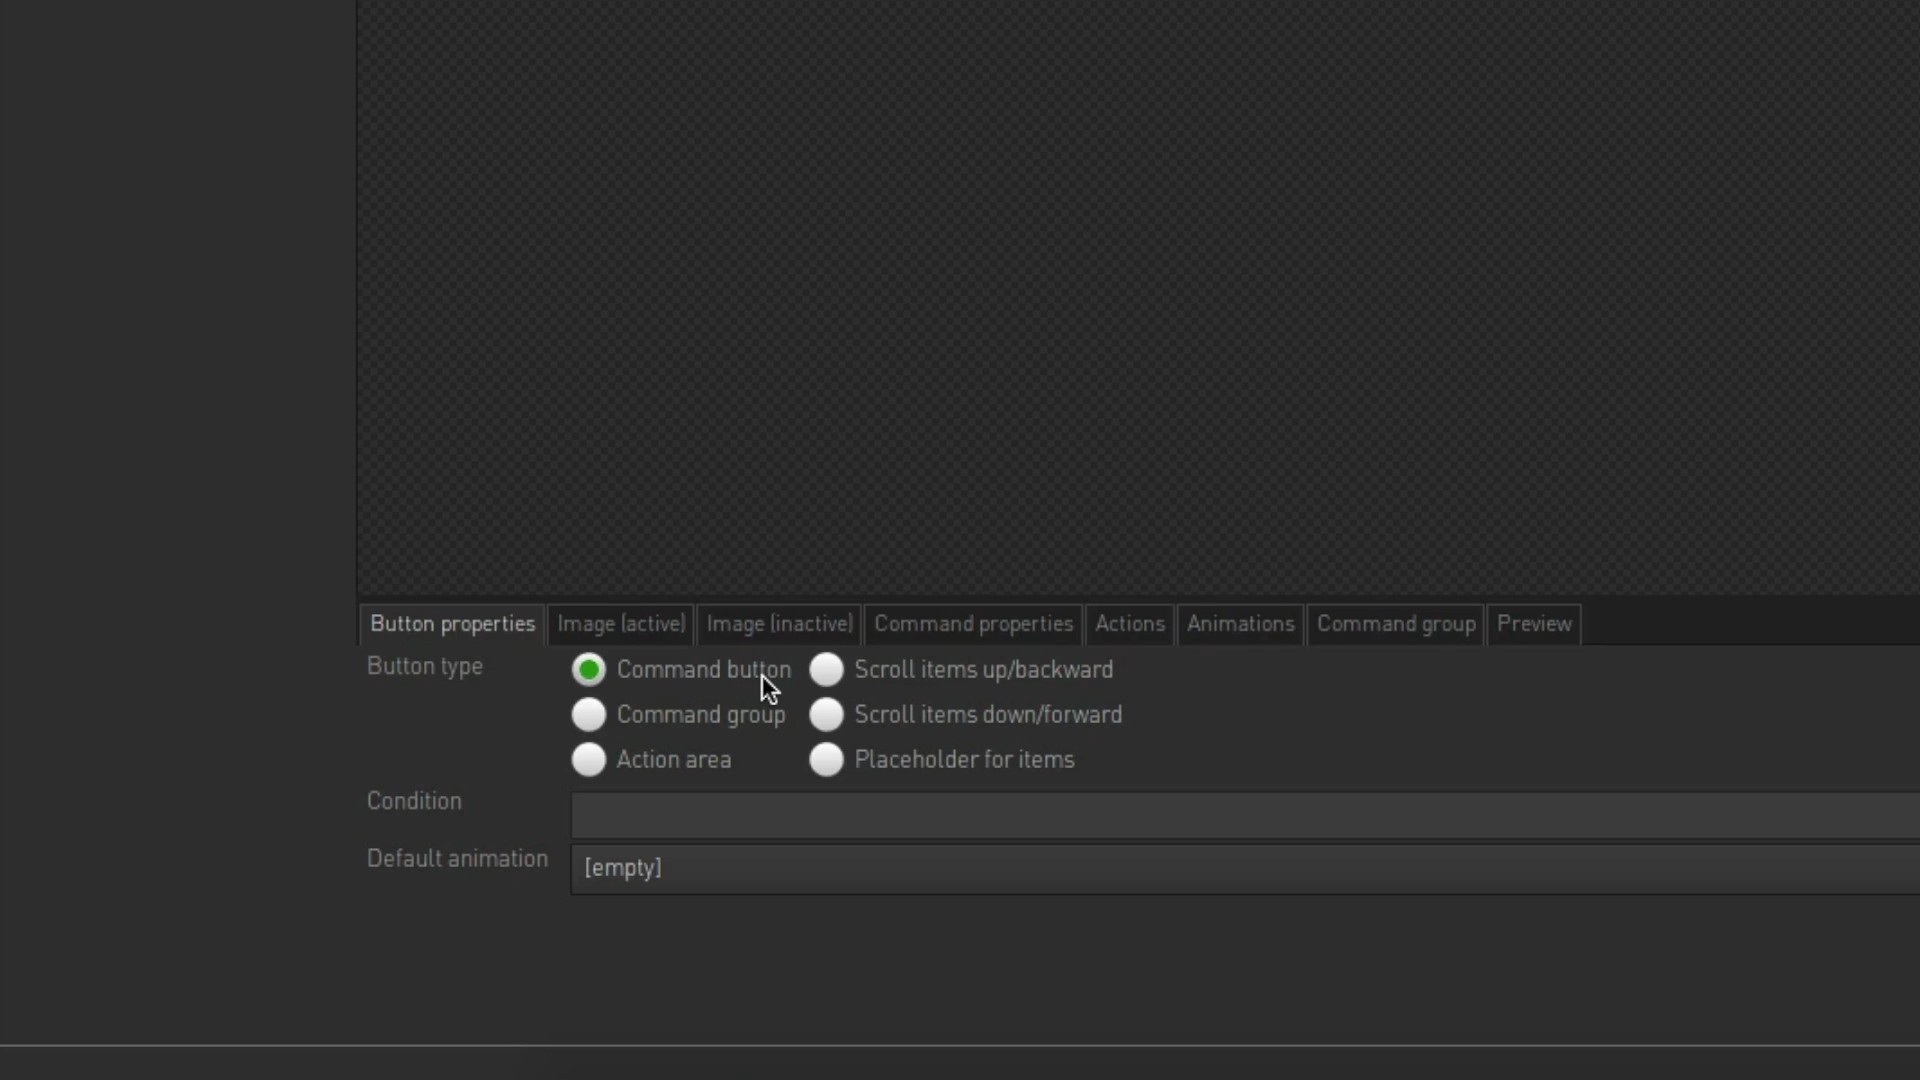 Button properties Image (active) Image (inactive) Command properties Actions Animations Command group Preview
Button type Command button Scroll items up/backward
Command group Scroll items down/forward
Action area Placeholder for items
Condition
Default animation [empty]